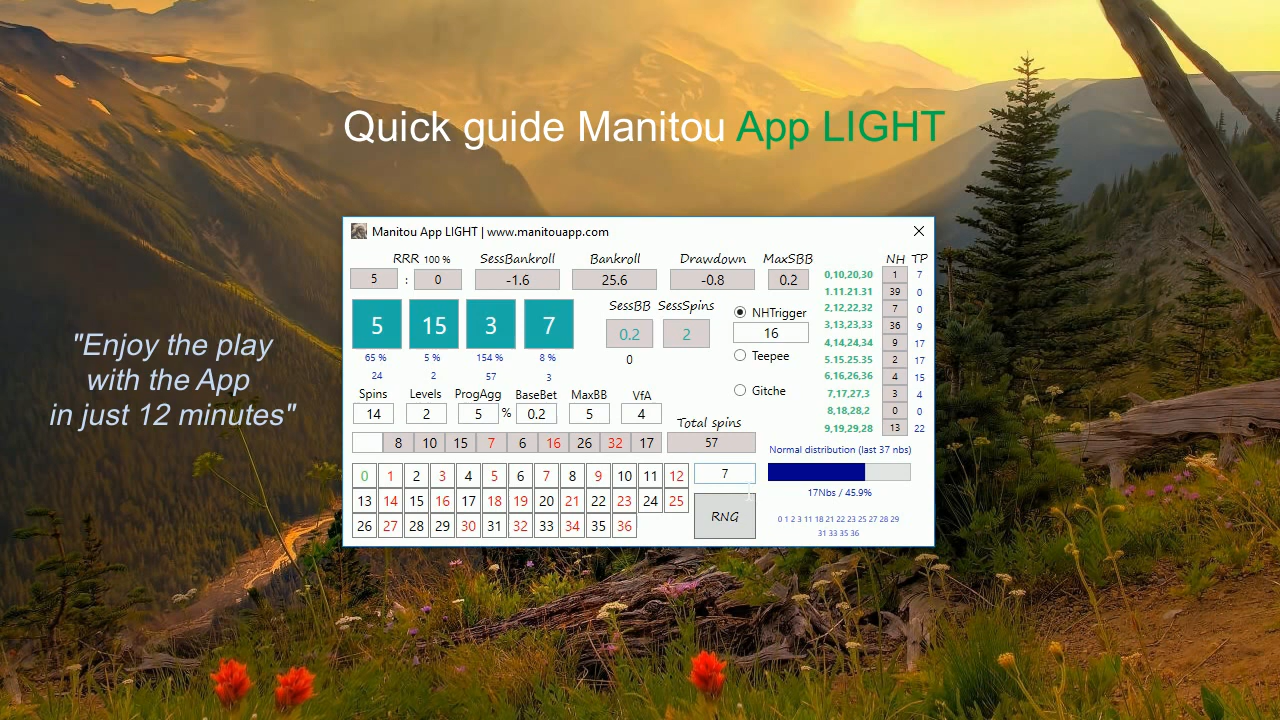 Quick guide Manitou App LIGHT
"Enjoy the play
with the App
in just 12 minutes"
Manitou App LIGHT | www.manitouapp.com
RRR 100 % SessBankroll Bankroll Drawdown MaxSBB NH TP
5 : 0 -1.6 25.6 -0.8 0.2
0,10,20,30 1 7
1.11.21.31 39 0
2,12,22,32 7 0
3,13,23,33 36 9
4,14,24,34 9 17
5.15.25.35 2 17
6,16,26,36 4 15
7,17,27,3 3 4
8,18,28,2 0 0
9,19,29,28 13 22
5 15 3 7
65 % 5 % 154 % 8 %
24 2 57 3
SessBB SessSpins
0.2 2
0
NHTrigger
16
Teepee
Gitche
Spins Levels ProgAgg BaseBet MaxBB VfA
14 2 5 % 0.2 5 4
Total spins
8 10 15 7 6 16 26 32 17 57
0 1 2 3 4 5 6 7 8 9 10 11 12 7
13 14 15 16 17 18 19 20 21 22 23 24 25
26 27 28 29 30 31 32 33 34 35 36
RNG
Normal distribution (last 37 nbs)
17Nbs / 45.9%
0 1 2 3 11 18 21 22 23 25 27 28 29
31 33 35 36